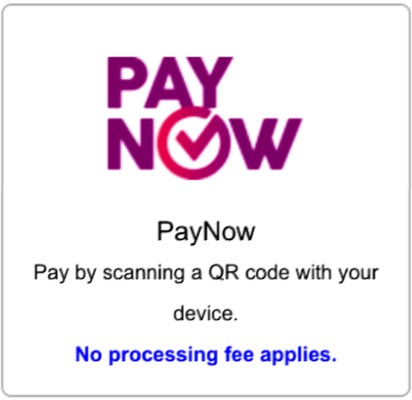 PAY
NOW
PayNow
Pay by scanning a QR code with your
device.
No processing fee applies.